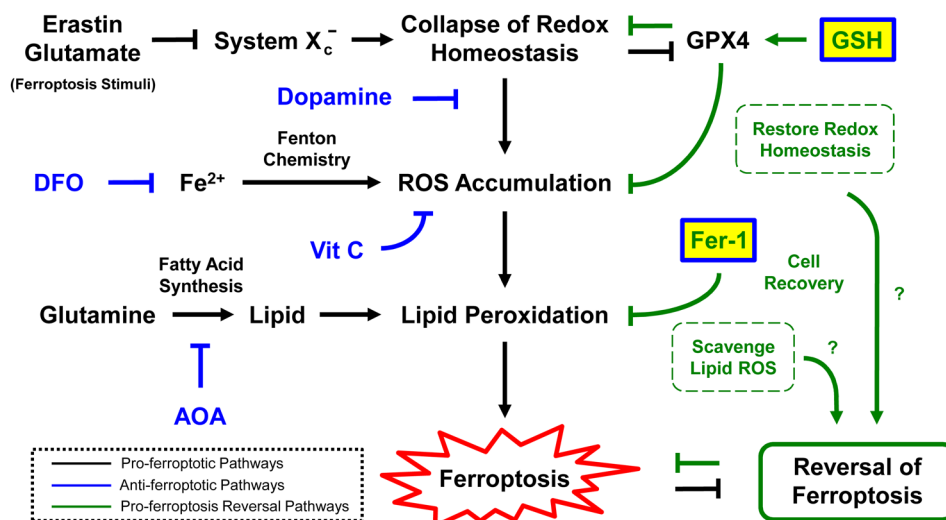 Erastin
Glutamate
(Ferroptosis Stimuli)
System X c −
Collapse of Redox
Homeostasis
GPX4
GSH
Dopamine
Restore Redox
Homeostasis
Fenton
Chemistry
DFO
Fe2+
ROS Accumulation
Vit C
Fer-1
Cell
Recovery
?
Fatty Acid
Synthesis
Glutamine
Lipid
Lipid Peroxidation
Scavenge
Lipid ROS
?
AOA
Pro-ferroptotic Pathways
Anti-ferroptotic Pathways
Pro-ferroptosis Reversal Pathways
Ferroptosis
Reversal of
Ferroptosis